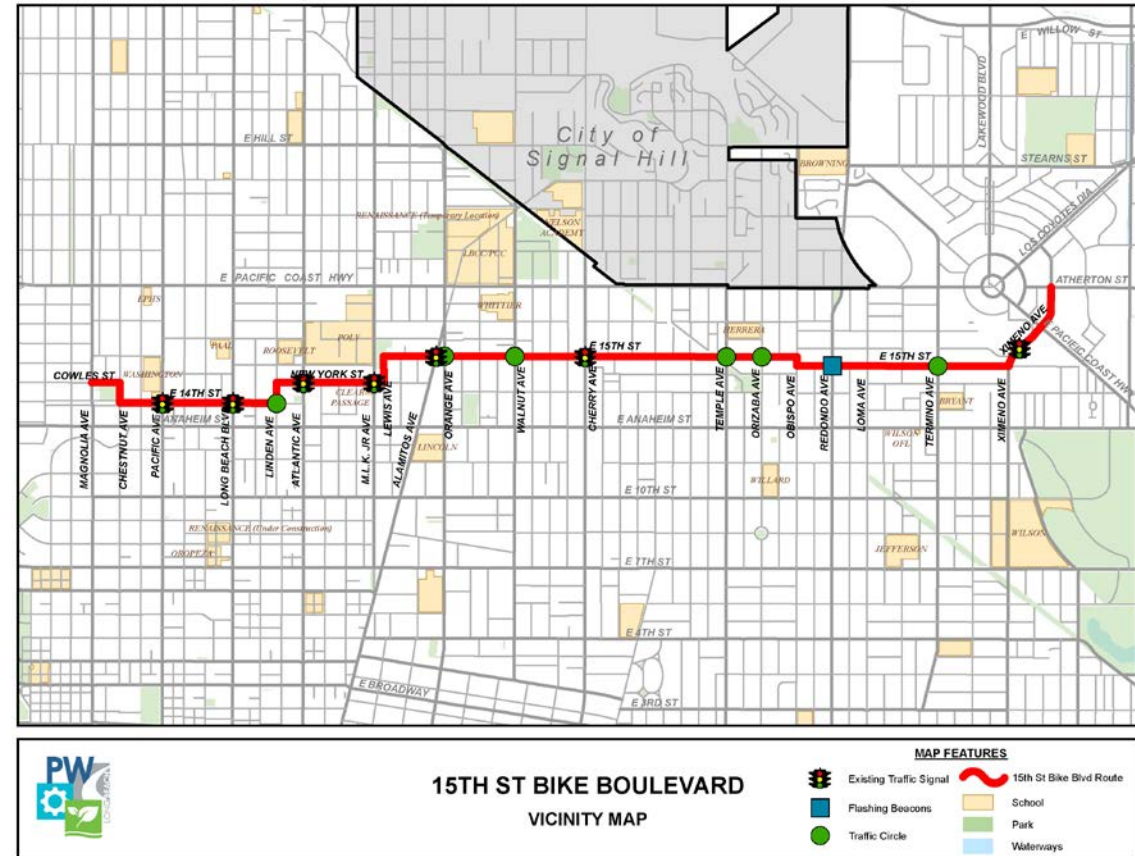 E WILLOW ST
LAKEWOOD BLVD
City of
Signal Hill
E HILL ST
STEARNS ST
BROWNING
LOS COYOTES DIA
RENAISSANCE (Temporary Location)
NELSON
ACADEMY
LBCC/PCC
E PACIFIC COAST HWY
ATHERTON ST
EPHS
WHITTIER
PACIFIC COAST HWY
POLY
HERRERA
XIMENO AVE
PAAL
ROOSEVELT
E 15TH ST
E 15TH ST
WASHINGTON
COWLES ST
NEW YORK ST
E 14TH ST
CLEAR
PASSAGE
BRYANT
ANAHEIM ST
E ANAHEIM ST
MAGNOLIA AVE
CHESTNUT AVE
PACIFIC AVE
LONG BEACH BLV
LINDEN AVE
ATLANTIC AVE
M.L.K. JR AVE
LEWIS AVE
ALAMITOS AVE
ORANGE AVE
WALNUT AVE
CHERRY AVE
TEMPLE AVE
ORIZABA AVE
OBISPO AVE
REDONDO AVE
LOMA AVE
TERMINO AVE
XIMENO AVE
LINCOLN
WILSON
OFL
WILLARD
E 10TH ST
RENAISSANCE (Under Construction)
WILSON
OROPEZA
JEFFERSON
E 7TH ST
E 4TH ST
E BROADWAY
E 3RD ST
PW
LONG BEACH
15TH ST BIKE BOULEVARD
VICINITY MAP
MAP FEATURES
Existing Traffic Signal
15th St Bike Blvd Route
Flashing Beacons
School
Park
Traffic Circle
Waterways